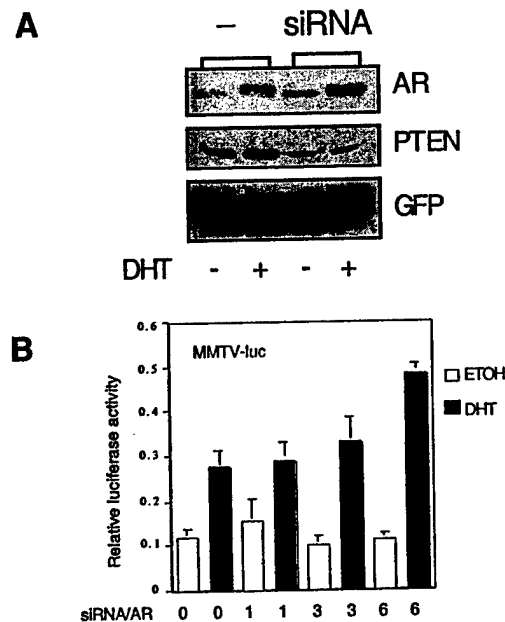 A
– siRNA
AR
PTEN
GFP
DHT - + - +
B
MMTV-luc
ETOH
DHT
Relative luciferase activity
0.6
0.5
0.4
0.3
0.2
0.1
0
siRNA/AR 0 0 1 1 3 3 6 6